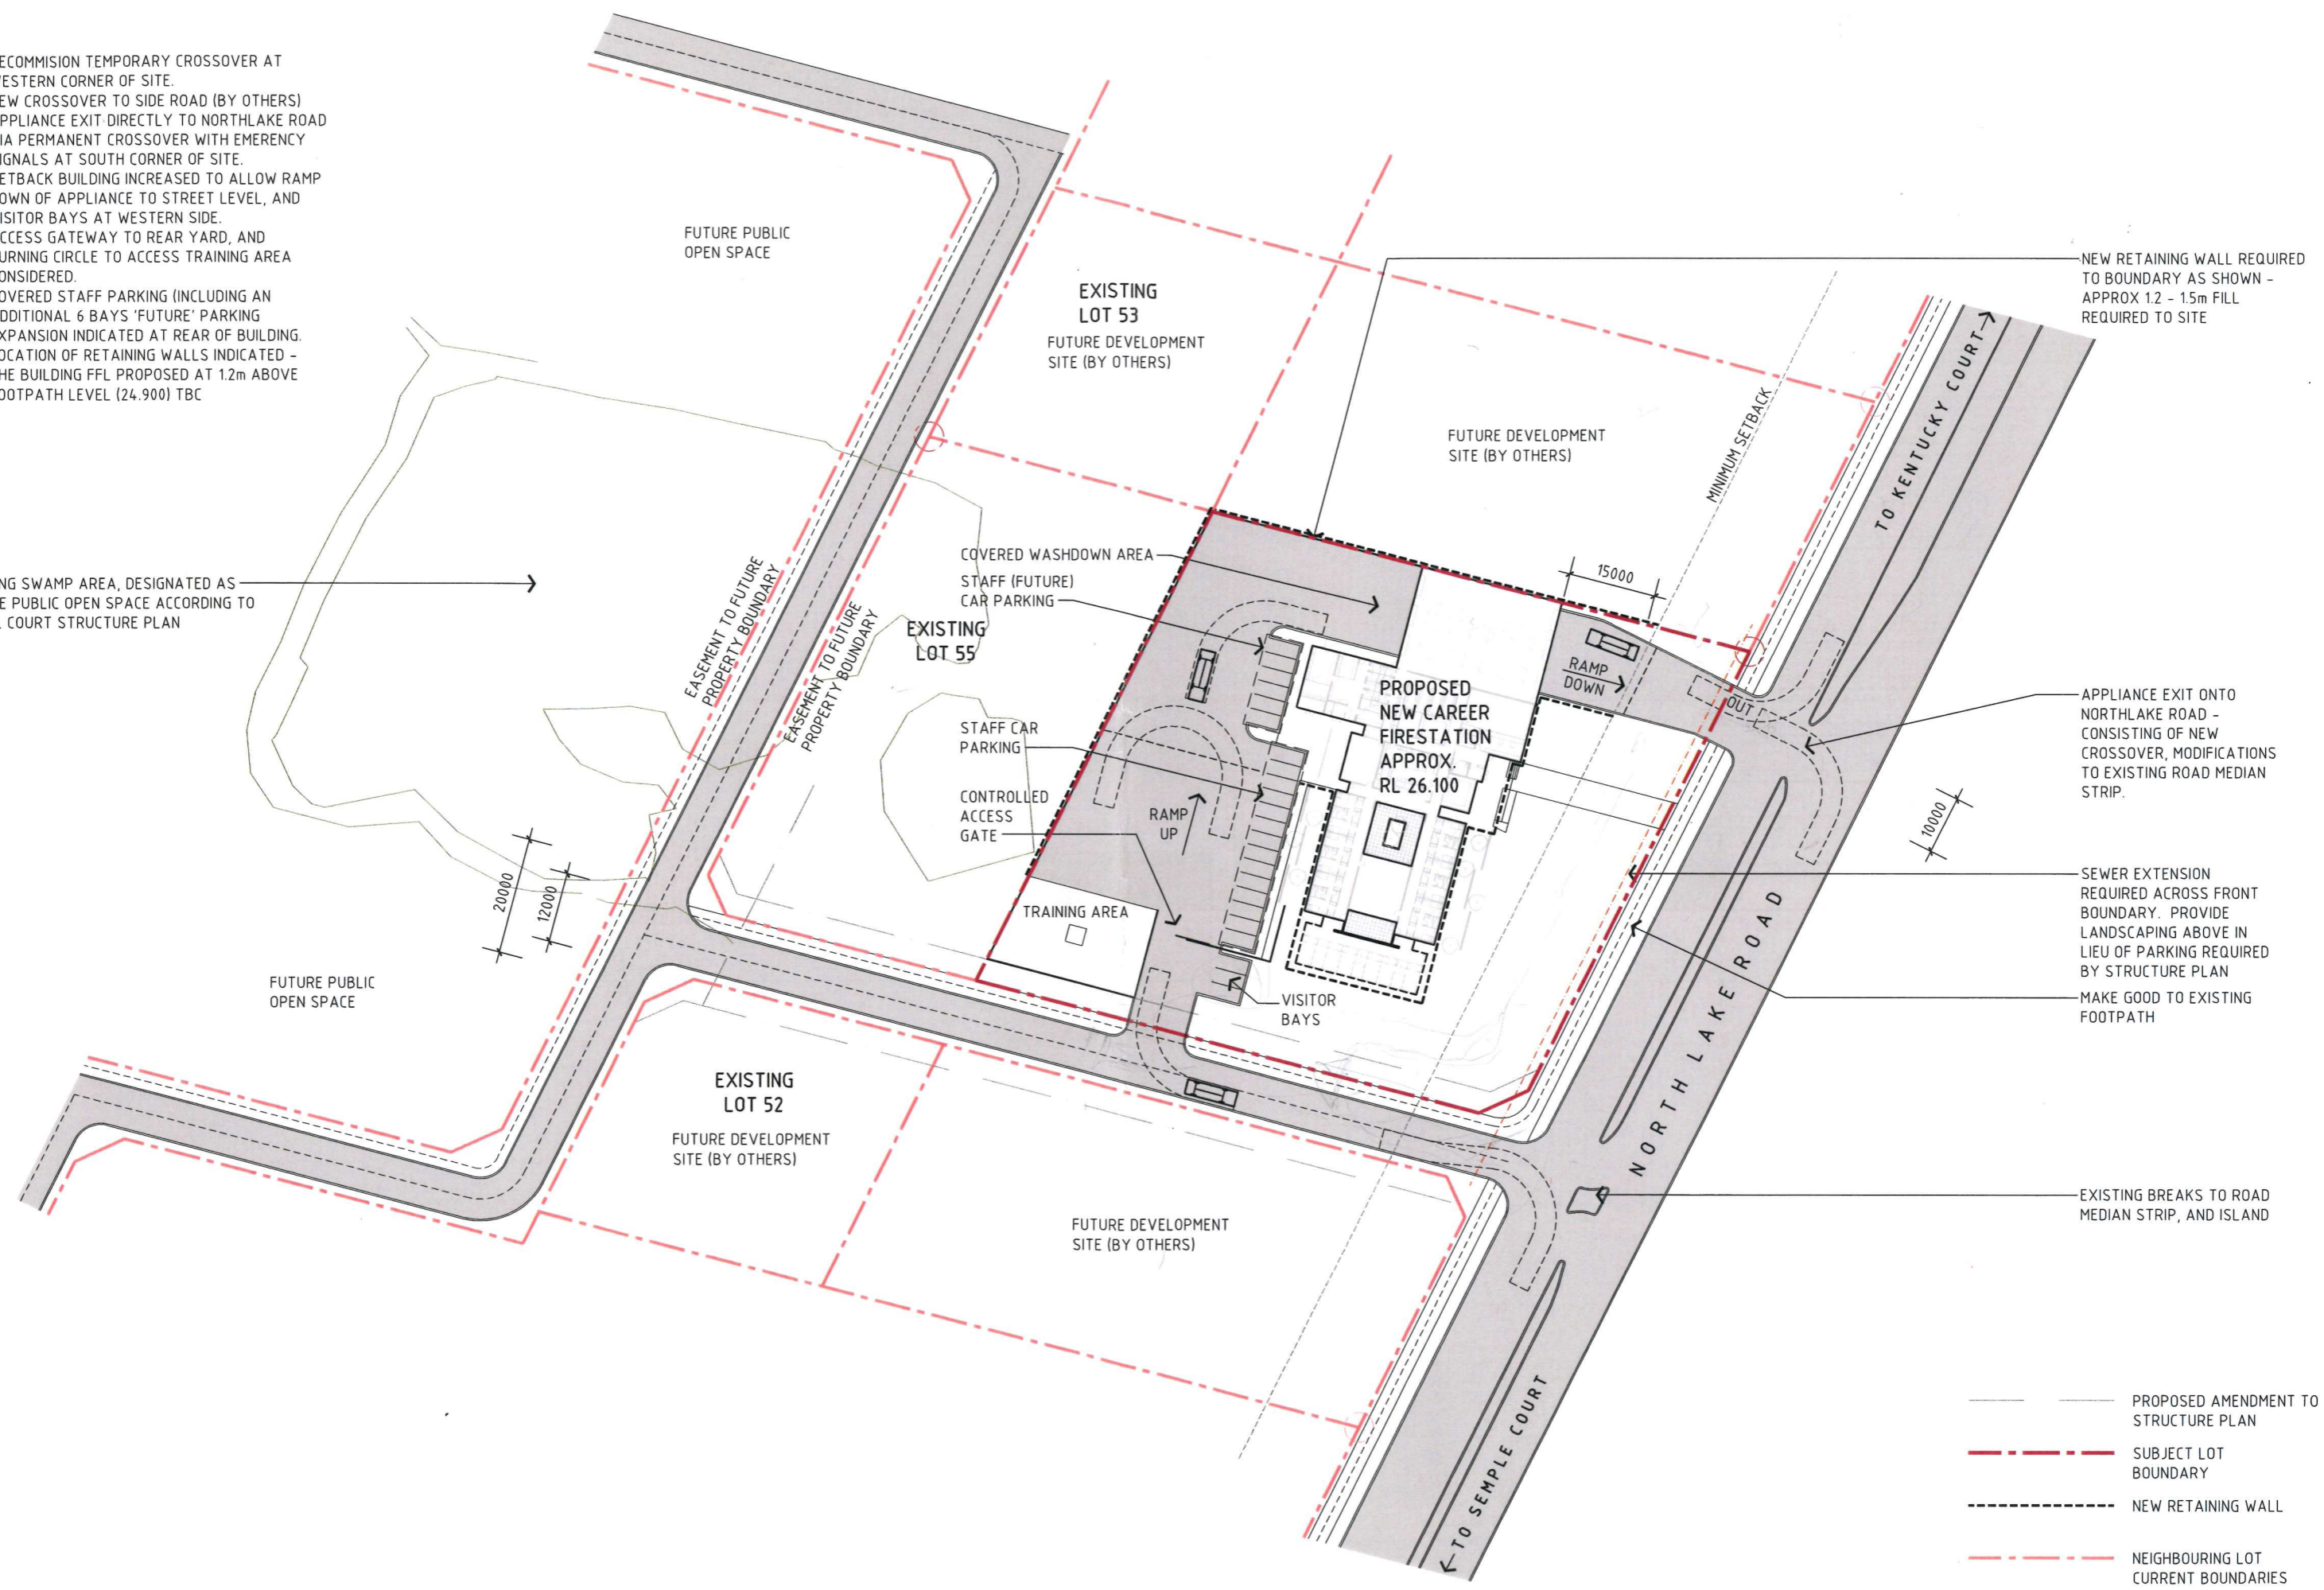 ECOMMISION TEMPORARY CROSSOVER AT
WESTERN CORNER OF SITE.
EW CROSSOVER TO SIDE ROAD (BY OTHERS)
PPLIANCE EXIT DIRECTLY TO NORTHLAKE ROAD
IA PERMANENT CROSSOVER WITH EMERENCY
IGNALS AT SOUTH CORNER OF SITE.
ETBACK BUILDING INCREASED TO ALLOW RAMP
OWN OF APPLIANCE TO STREET LEVEL, AND
ISITOR BAYS AT WESTERN SIDE.
CCESS GATEWAY TO REAR YARD, AND
URNING CIRCLE TO ACCESS TRAINING AREA
ONSIDERED.
OVERED STAFF PARKING (INCLUDING AN
DDITIONAL 6 BAYS 'FUTURE' PARKING
XPANSION INDICATED AT REAR OF BUILDING.
OCATION OF RETAINING WALLS INDICATED -
HE BUILDING FFL PROPOSED AT 1.2m ABOVE
OOTPATH LEVEL (24.900) TBC
NG SWAMP AREA, DESIGNATED AS
E PUBLIC OPEN SPACE ACCORDING TO
L COURT STRUCTURE PLAN
FUTURE PUBLIC
OPEN SPACE
EXISTING
LOT 53
FUTURE DEVELOPMENT
SITE (BY OTHERS)
FUTURE DEVELOPMENT
SITE (BY OTHERS)
MINIMUM SETBACK
TO KENTUCKY COURT
NEW RETAINING WALL REQUIRED
TO BOUNDARY AS SHOWN -
APPROX 1.2 - 1.5m FILL
REQUIRED TO SITE
EASEMENT TO FUTURE
PROPERTY BOUNDARY
EASEMENT TO FUTURE
PROPERTY BOUNDARY
EXISTING
LOT 55
COVERED WASHDOWN AREA
STAFF (FUTURE)
CAR PARKING
STAFF CAR
PARKING
CONTROLLED
ACCESS
GATE
RAMP
UP
TRAINING AREA
VISITOR
BAYS
PROPOSED
NEW CAREER
FIRESTATION
APPROX.
RL 26.100
15000
RAMP
DOWN
OUT
APPLIANCE EXIT ONTO
NORTHLAKE ROAD -
CONSISTING OF NEW
CROSSOVER, MODIFICATIONS
TO EXISTING ROAD MEDIAN
STRIP.
10000
SEWER EXTENSION
REQUIRED ACROSS FRONT
BOUNDARY. PROVIDE
LANDSCAPING ABOVE IN
LIEU OF PARKING REQUIRED
BY STRUCTURE PLAN
MAKE GOOD TO EXISTING
FOOTPATH
20000
12000
FUTURE PUBLIC
OPEN SPACE
EXISTING
LOT 52
FUTURE DEVELOPMENT
SITE (BY OTHERS)
FUTURE DEVELOPMENT
SITE (BY OTHERS)
NORTH LAKE ROAD
EXISTING BREAKS TO ROAD
MEDIAN STRIP, AND ISLAND
TO SEMPLE COURT
PROPOSED AMENDMENT TO
STRUCTURE PLAN
SUBJECT LOT
BOUNDARY
NEW RETAINING WALL
NEIGHBOURING LOT
CURRENT BOUNDARIES